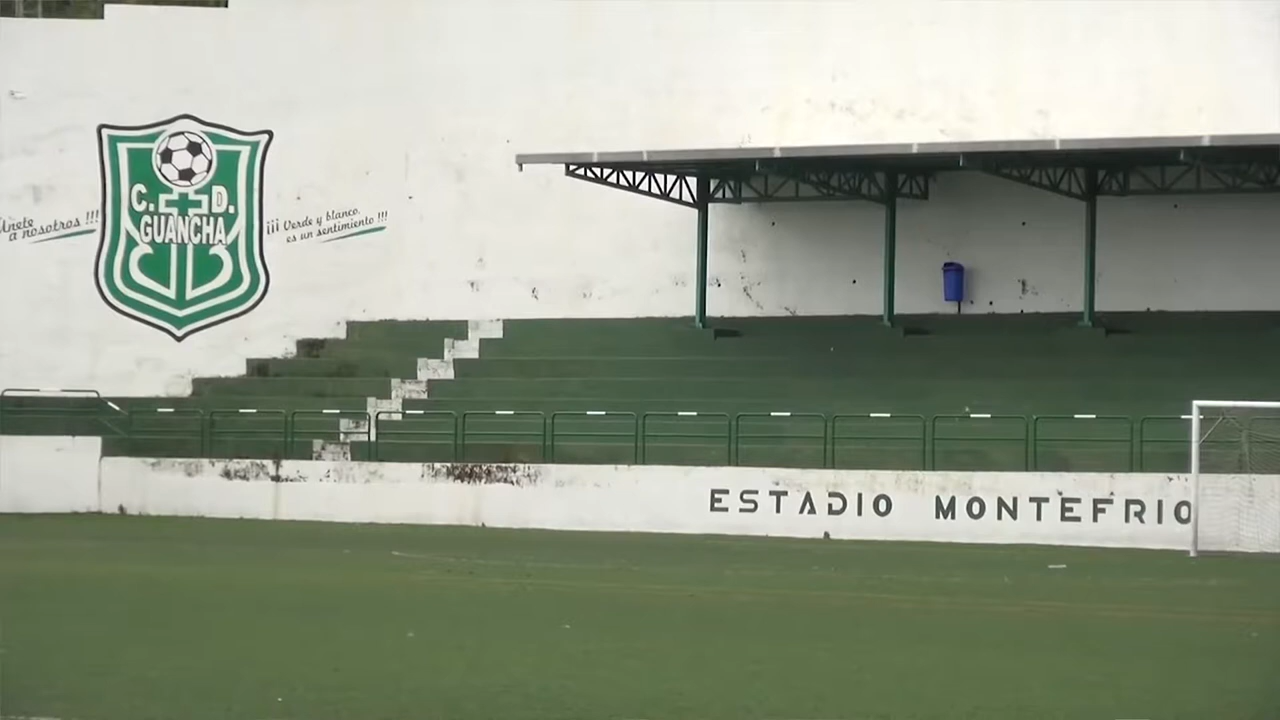 Únete
a nosotros !!!
C. D.
GUANCHA
¡¡¡ Verde y blanco,
es un sentimiento !!!
ESTADIO MONTEFRIO